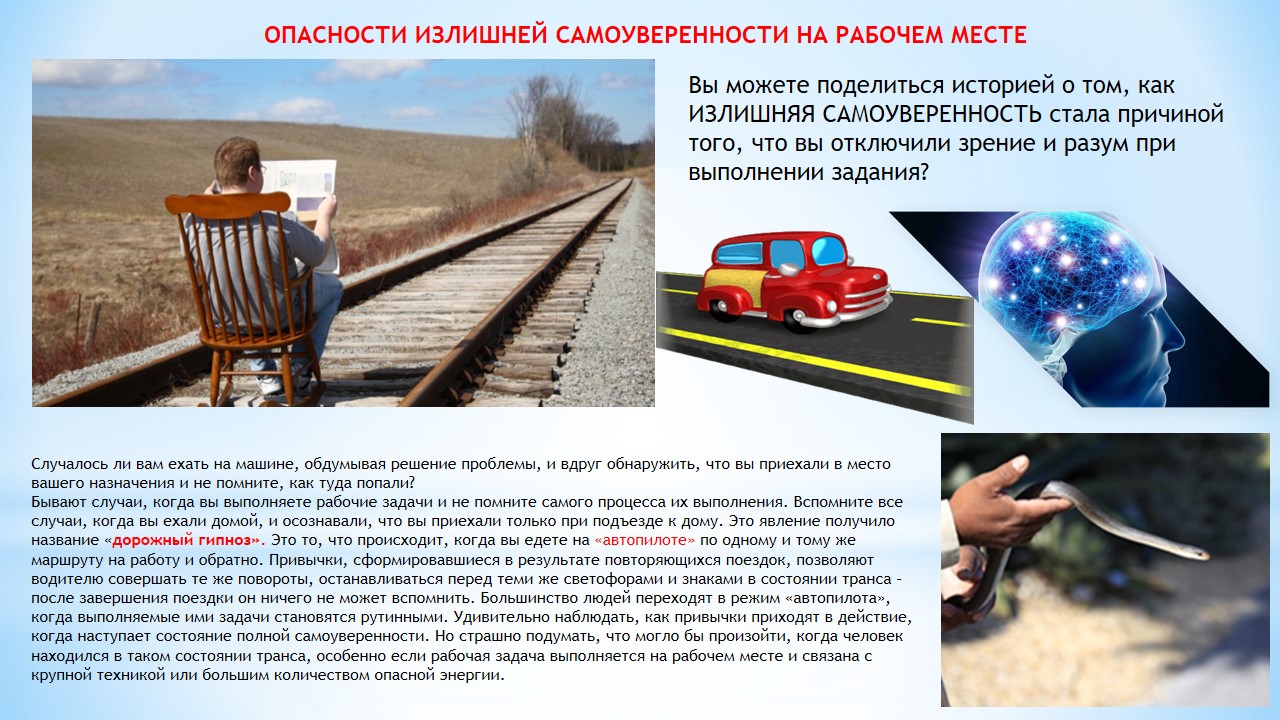 ОПАСНОСТИ ИЗЛИШНЕЙ САМОУВЕРЕННОСТИ НА РАБОЧЕМ МЕСТЕ
Вы можете поделиться историей о том, как
ИЗЛИШНЯЯ САМОУВЕРЕННОСТЬ стала причиной
того, что вы отключили зрение и разум при
выполнении задания?
Случалось ли вам ехать на машине, обдумывая решение проблемы, и вдруг обнаружить, что вы приехали в место
вашего назначения и не помните, как туда попали?
Бывают случаи, когда вы выполняете рабочие задачи и не помните самого процесса их выполнения. Вспомните все
случаи, когда вы ехали домой, и осознавали, что вы приехали только при подъезде к дому. Это явление получило
название «дорожный гипноз». Это то, что происходит, когда вы едете на «автопилоте» по одному и тому же
маршруту на работу и обратно. Привычки, сформировавшиеся в результате повторяющихся поездок, позволяют
водителю совершать те же повороты, останавливаться перед теми же светофорами и знаками в состоянии транса –
после завершения поездки он ничего не может вспомнить. Большинство людей переходят в режим «автопилота»,
когда выполняемые ими задачи становятся рутинными. Удивительно наблюдать, как привычки приходят в действие,
когда наступает состояние полной самоуверенности. Но страшно подумать, что могло бы произойти, когда человек
находился в таком состоянии транса, особенно если рабочая задача выполняется на рабочем месте и связана с
крупной техникой или большим количеством опасной энергии.